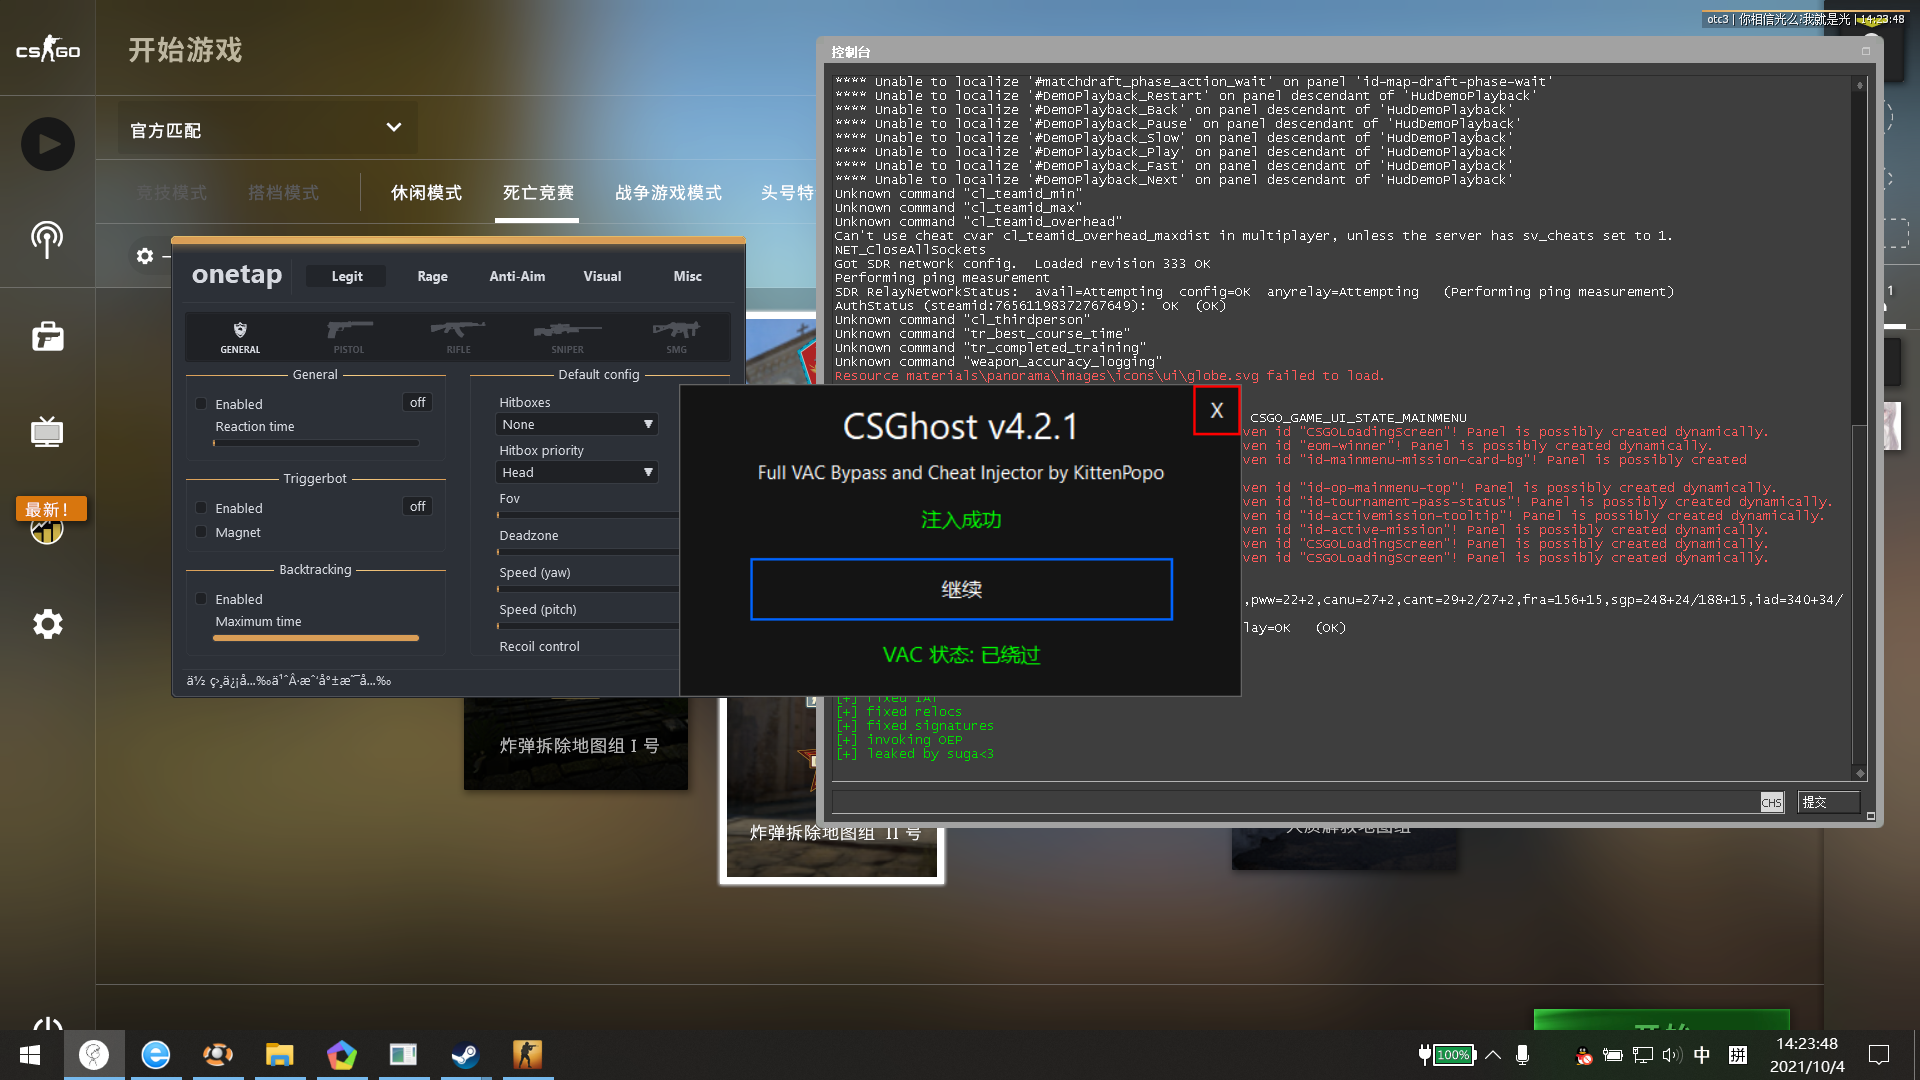 otc3 | 你相信光么?我就是光 | 14:23:48
CS GO
开始游戏
官方匹配
竞技模式
搭档模式
休闲模式
死亡竞赛
战争游戏模式
头号特
最新!
控制台
**** Unable to localize '#matchdraft_phase_action_wait' on panel 'id-map-draft-phase-wait'
**** Unable to localize '#DemoPlayback_Restart' on panel descendant of 'HudDemoPlayback'
**** Unable to localize '#DemoPlayback_Back' on panel descendant of 'HudDemoPlayback'
**** Unable to localize '#DemoPlayback_Pause' on panel descendant of 'HudDemoPlayback'
**** Unable to localize '#DemoPlayback_Slow' on panel descendant of 'HudDemoPlayback'
**** Unable to localize '#DemoPlayback_Play' on panel descendant of 'HudDemoPlayback'
**** Unable to localize '#DemoPlayback_Fast' on panel descendant of 'HudDemoPlayback'
**** Unable to localize '#DemoPlayback_Next' on panel descendant of 'HudDemoPlayback'
Unknown command "cl_teamid_min"
Unknown command "cl_teamid_max"
Unknown command "cl_teamid_overhead"
Can't use cheat cvar cl_teamid_overhead_maxdist in multiplayer, unless the server has sv_cheats set to 1.
NET_CloseAllSockets
Got SDR network config.  Loaded revision 333 OK
Performing ping measurement
SDR RelayNetworkStatus:  avail=Attempting  config=OK  anyrelay=Attempting   (Performing ping measurement)
AuthStatus (steamid:76561198372767649):  OK  (OK)
Unknown command "cl_thirdperson"
Unknown command "tr_best_course_time"
Unknown command "tr_completed_training"
Unknown command "weapon_accuracy_logging"
Resource materials\panorama\images\icons\ui\globe.svg failed to load.
CSGO_GAME_UI_STATE_MAINMENU
ven id "CSGOLoadingScreen"! Panel is possibly created dynamically.
ven id "eom-winner"! Panel is possibly created dynamically.
ven id "id-mainmenu-mission-card-bg"! Panel is possibly created
ven id "id-op-mainmenu-top"! Panel is possibly created dynamically.
ven id "id-tournament-pass-status"! Panel is possibly created dynamically.
ven id "id-activemission-tooltip"! Panel is possibly created dynamically.
ven id "id-active-mission"! Panel is possibly created dynamically.
ven id "CSGOLoadingScreen"! Panel is possibly created dynamically.
ven id "CSGOLoadingScreen"! Panel is possibly created dynamically.
,pww=22+2,canu=27+2,cant=29+2/27+2,fra=156+15,sgp=248+24/188+15,iad=340+34/
lay=OK   (OK)
[+] fixed IAT
[+] fixed relocs
[+] fixed signatures
[+] invoking OEP
[+] leaked by suga<3
CHS
提交
onetap
Legit
Rage
Anti-Aim
Visual
Misc
GENERAL
PISTOL
RIFLE
SNIPER
SMG
General
Enabled
off
Reaction time
Triggerbot
Enabled
off
Magnet
Backtracking
Enabled
Maximum time
Default config
Hitboxes
None
Hitbox priority
Head
Fov
Deadzone
Speed (yaw)
Speed (pitch)
Recoil control
CSGhost v4.2.1
X
Full VAC Bypass and Cheat Injector by KittenPopo
注入成功
继续
VAC 状态: 已绕过
炸弹拆除地图组 I 号
炸弹拆除地图组 II 号
人质解救地图组
1
开始
100%
中
拼
14:23:48
2021/10/4